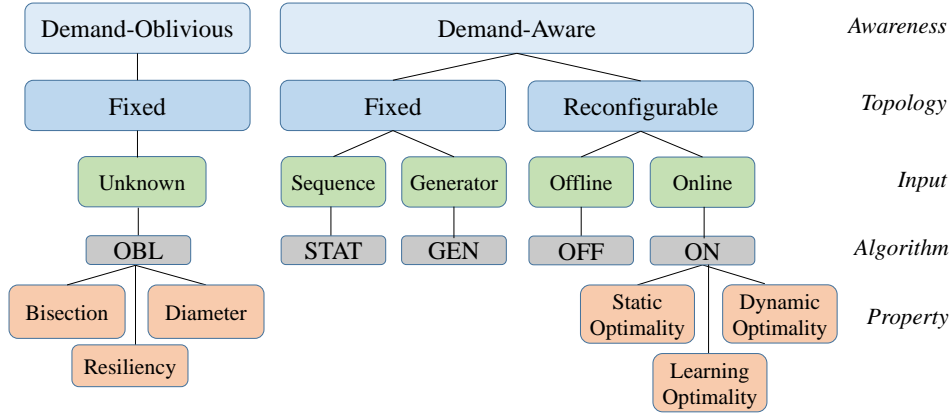 Demand-Oblivious Demand-Aware Awareness
Fixed Fixed Reconfigurable Topology
Unknown Sequence Generator Offline Online Input
OBL STAT GEN OFF ON Algorithm
Bisection Diameter Static Optimality Dynamic Optimality Property
Resiliency Learning Optimality